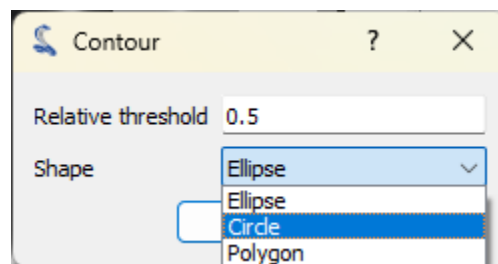 Contour ?
Relative threshold 0.5
Shape Ellipse
Ellipse
Circle
Polygon